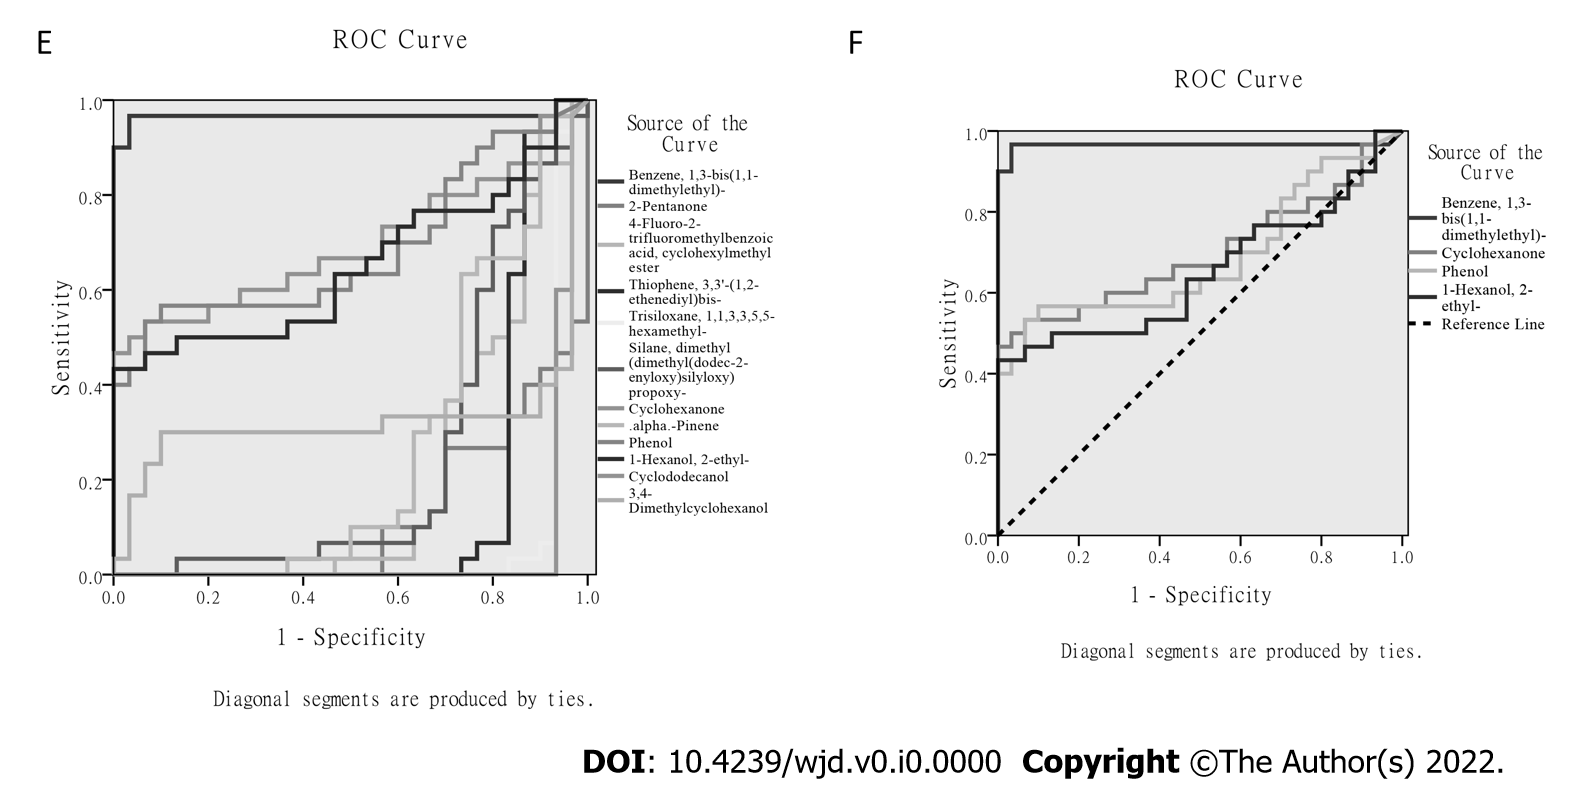 E
ROC Curve
1.0
0.8
0.6
0.4
0.2
0.0
Sensitivity
0.0 0.2 0.4 0.6 0.8 1.0
1 - Specificity
Diagonal segments are produced by ties.
Source of the
Curve
Benzene, 1,3-bis(1,1-
dimethylethyl)-
2-Pentanone
4-Fluoro-2-
trifluoromethylbenzoic
acid, cyclohexylmethyl
ester
Thiophene, 3,3'-(1,2-
ethenediyl)bis-
Trisiloxane, 1,1,3,3,5,5-
hexamethyl-
Silane, dimethyl
(dimethyl(dodec-2-
enyloxy)silyloxy)
propoxy-
Cyclohexanone
.alpha.-Pinene
Phenol
1-Hexanol, 2-ethyl-
Cyclododecanol
3,4-
Dimethylcyclohexanol
F
ROC Curve
1.0
0.8
0.6
0.4
0.2
0.0
Sensitivity
0.0 0.2 0.4 0.6 0.8 1.0
1 - Specificity
Diagonal segments are produced by ties.
Source of the
Curve
Benzene, 1,3-
bis(1,1-
dimethylethyl)-
Cyclohexanone
Phenol
1-Hexanol, 2-
ethyl-
Reference Line
DOI: 10.4239/wjd.v0.i0.0000 Copyright ©The Author(s) 2022.